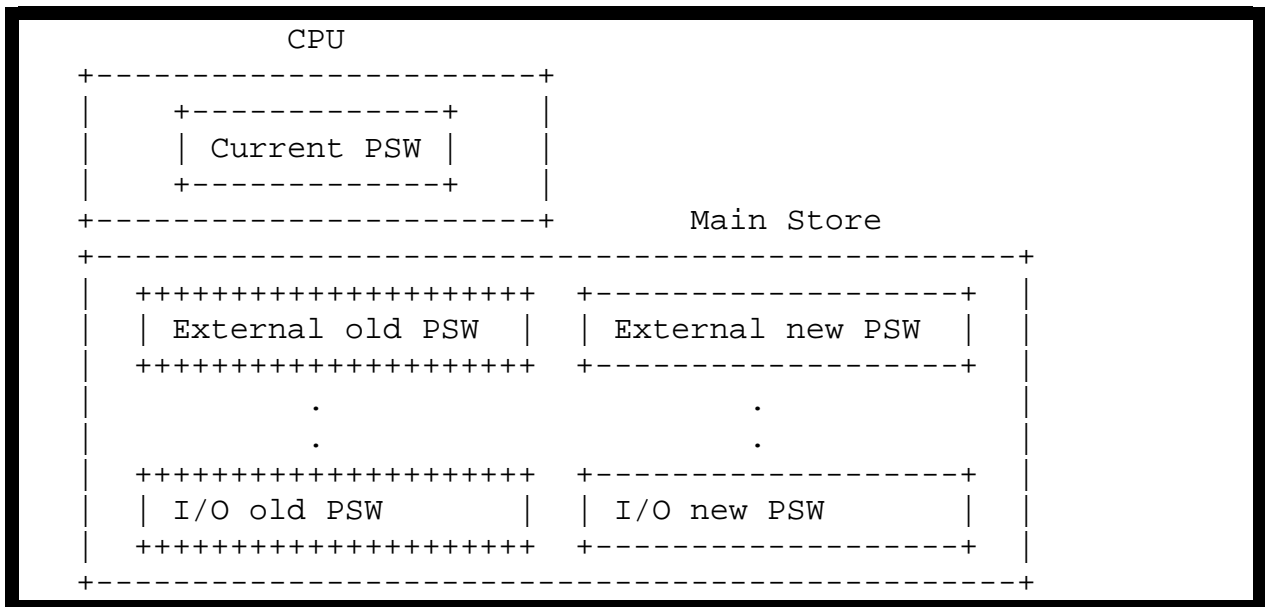 CPU
Current PSW
Main Store
External old PSW External new PSW
. .
. .
I/O old PSW I/O new PSW